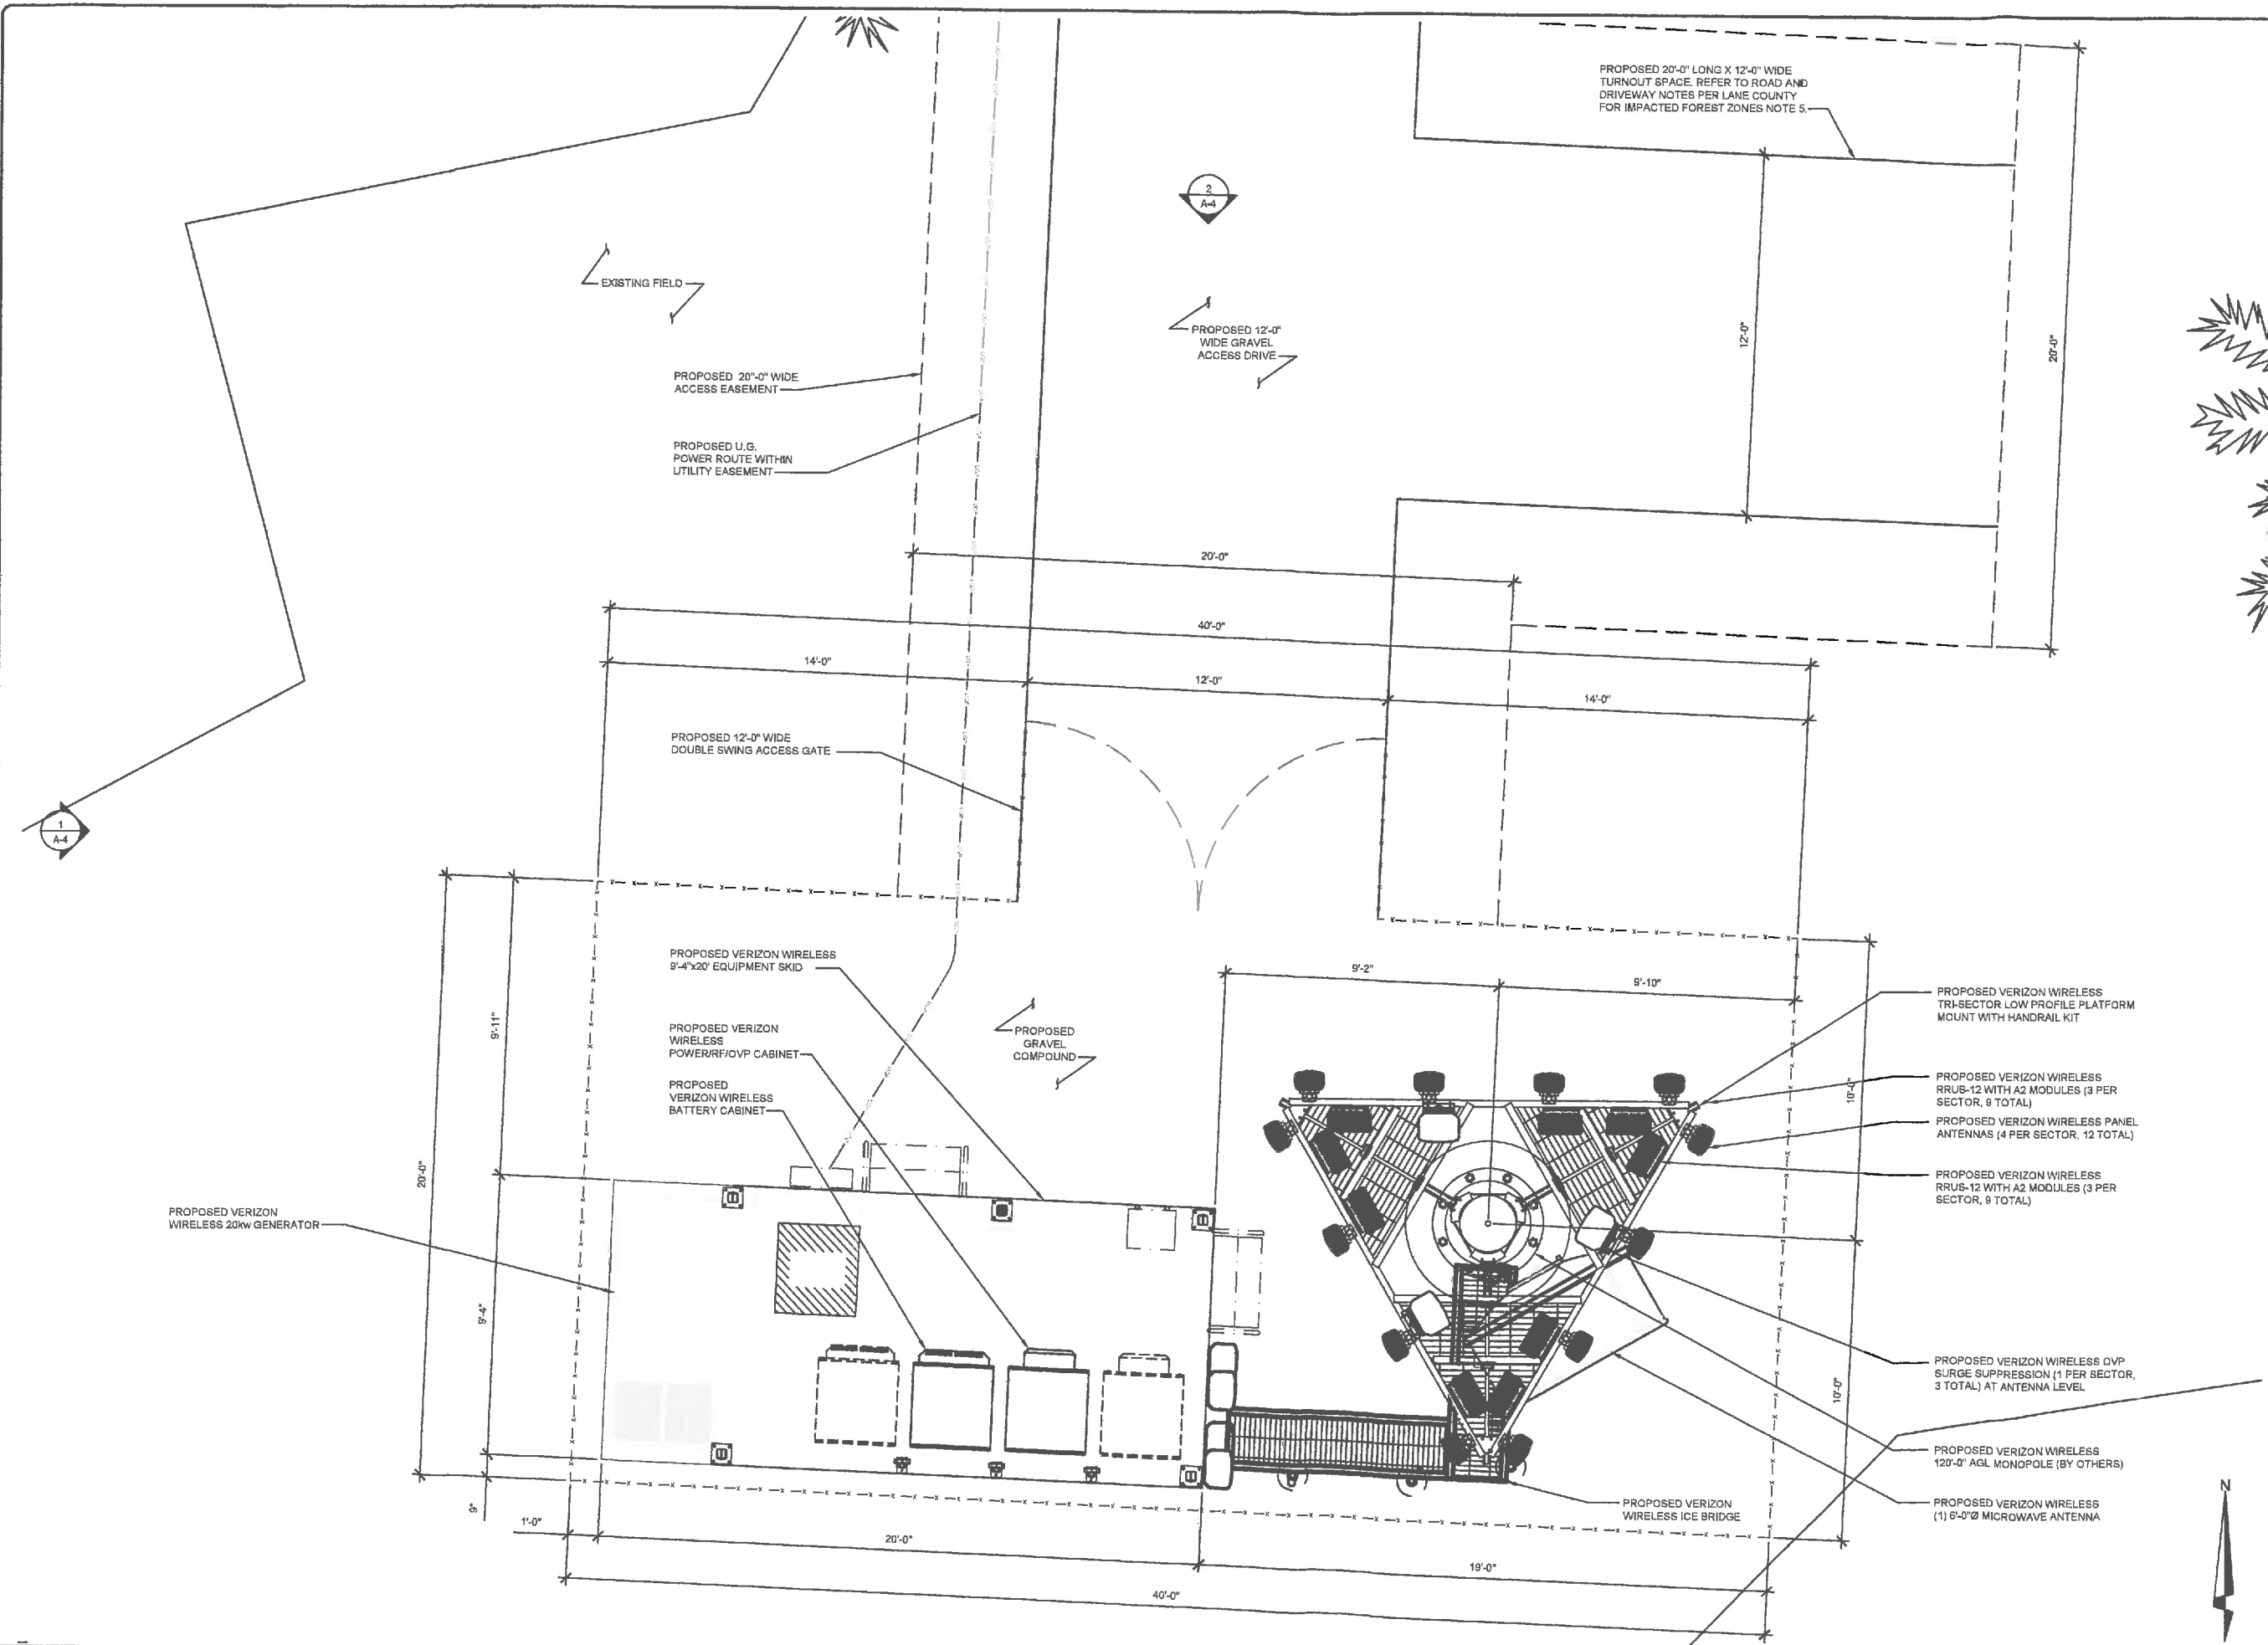 PROPOSED 20'-0" LONG X 12'-0" WIDE
TURNOUT SPACE, REFER TO ROAD AND
DRIVEWAY NOTES PER LANE COUNTY
FOR IMPACTED FOREST ZONES NOTE 5.
2
A-4
EXISTING FIELD
PROPOSED 12'-0"
WIDE GRAVEL
ACCESS DRIVE
12'-0"
20'-0"
PROPOSED 20"-0" WIDE
ACCESS EASEMENT
PROPOSED U.G.
POWER ROUTE WITHIN
UTILITY EASEMENT
20'-0"
40'-0"
14'-0"
12'-0"
14'-0"
PROPOSED 12'-0" WIDE
DOUBLE SWING ACCESS GATE
1
A-4
PROPOSED VERIZON WIRELESS
9'-4"x20' EQUIPMENT SKID
9'-2"
9'-10"
PROPOSED VERIZON WIRELESS
TRI-SECTOR LOW PROFILE PLATFORM
MOUNT WITH HANDRAIL KIT
9'-11"
PROPOSED VERIZON
WIRELESS
POWER/RF/OVP CABINET
PROPOSED
GRAVEL
COMPOUND
PROPOSED
VERIZON WIRELESS
BATTERY CABINET
10'-0"
PROPOSED VERIZON WIRELESS
RRUS-12 WITH A2 MODULES (3 PER
SECTOR, 9 TOTAL)
PROPOSED VERIZON WIRELESS PANEL
ANTENNAS (4 PER SECTOR, 12 TOTAL)
20'-0"
PROPOSED VERIZON WIRELESS
RRUS-12 WITH A2 MODULES (3 PER
SECTOR, 9 TOTAL)
PROPOSED VERIZON
WIRELESS 20kw GENERATOR
9'-4"
10'-0"
PROPOSED VERIZON WIRELESS OVP
SURGE SUPPRESSION (1 PER SECTOR,
3 TOTAL) AT ANTENNA LEVEL
PROPOSED VERIZON WIRELESS
120'-0" AGL MONOPOLE (BY OTHERS)
PROPOSED VERIZON
WIRELESS ICE BRIDGE
PROPOSED VERIZON WIRELESS
(1) 6'-0"Ø MICROWAVE ANTENNA
N
9"
1'-0"
20'-0"
19'-0"
40'-0"